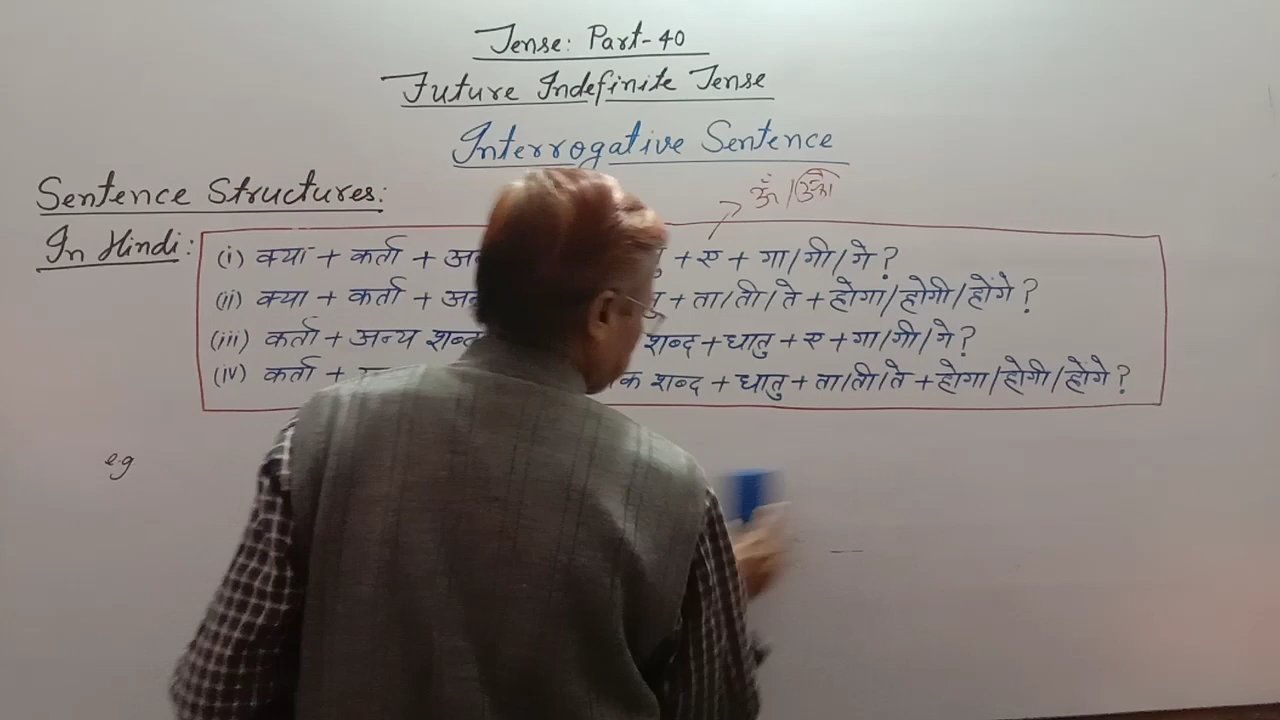 Tense: Part-40
Future Indefinite Tense
Interrogative Sentence
Sentence Structures:
In Hindi:
(i) क्या + कर्ता + + ए + गा/गी/गे?
(ii) क्या + कर्ता + + ता/ती/ते + होगा/होगी/होंगे?
(iii) कर्ता + अन्य शब्द शब्द + धातु + ए + गा/गी/गे?
(iv) कर्ता + शब्द + धातु + ता/ती/ते + होगा/होगी/होंगे?
e.g